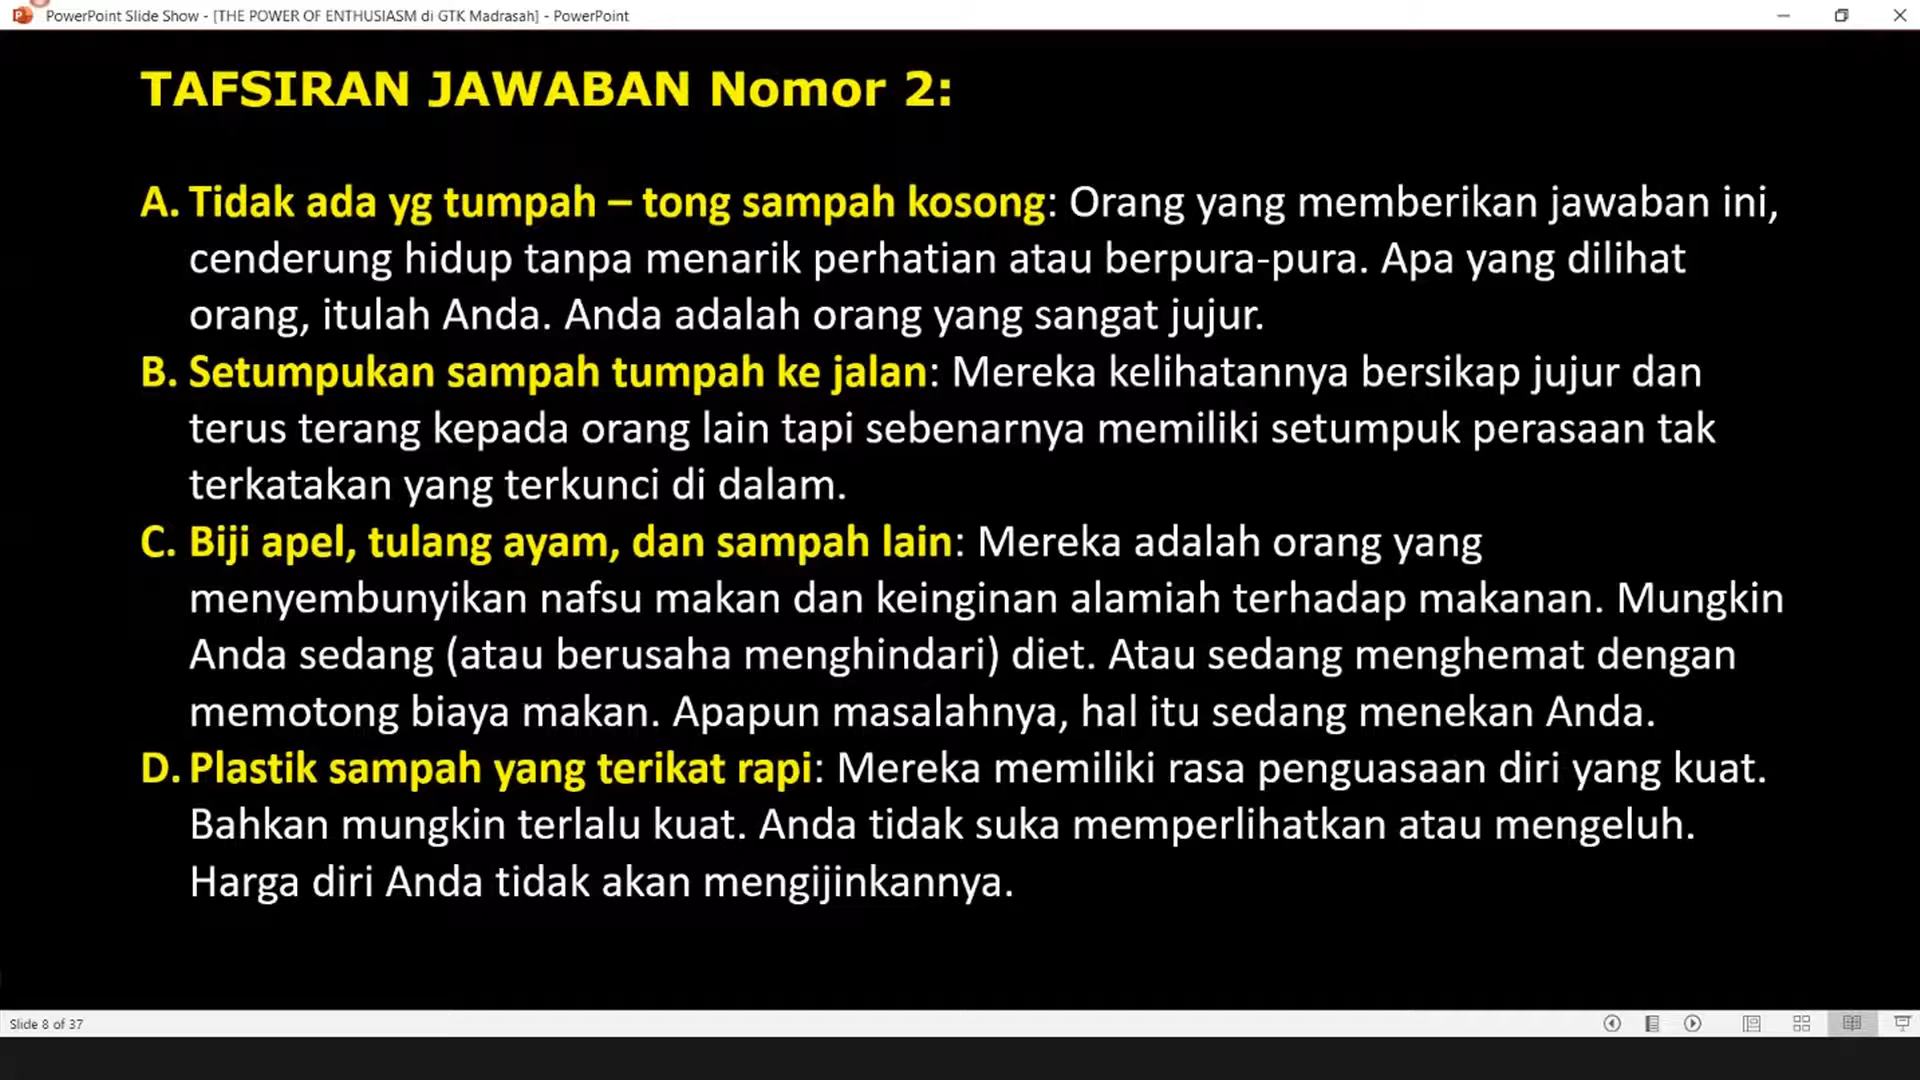 PowerPoint Slide Show - [THE POWER OF ENTHUSIASM di GTK Madrasah] - PowerPoint
TAFSIRAN JAWABAN Nomor 2:
A. Tidak ada yg tumpah – tong sampah kosong: Orang yang memberikan jawaban ini,
cenderung hidup tanpa menarik perhatian atau berpura-pura. Apa yang dilihat
orang, itulah Anda. Anda adalah orang yang sangat jujur.
B. Setumpukan sampah tumpah ke jalan: Mereka kelihatannya bersikap jujur dan
terus terang kepada orang lain tapi sebenarnya memiliki setumpuk perasaan tak
terkatakan yang terkunci di dalam.
C. Biji apel, tulang ayam, dan sampah lain: Mereka adalah orang yang
menyembunyikan nafsu makan dan keinginan alamiah terhadap makanan. Mungkin
Anda sedang (atau berusaha menghindari) diet. Atau sedang menghemat dengan
memotong biaya makan. Apapun masalahnya, hal itu sedang menekan Anda.
D. Plastik sampah yang terikat rapi: Mereka memiliki rasa penguasaan diri yang kuat.
Bahkan mungkin terlalu kuat. Anda tidak suka memperlihatkan atau mengeluh.
Harga diri Anda tidak akan mengijinkannya.
Slide 8 of 37